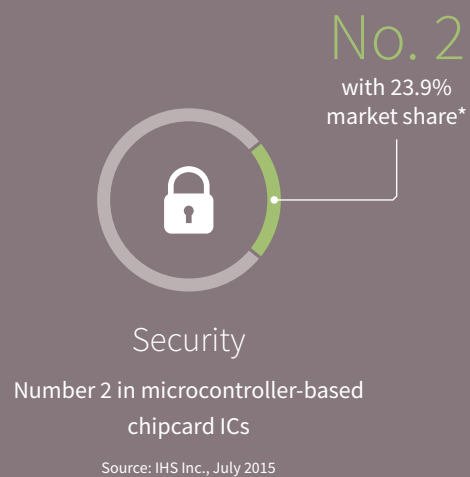 No. 2
with 23.9%
market share*
Security
Number 2 in microcontroller-based
chipcard ICs
Source: IHS Inc., July 2015